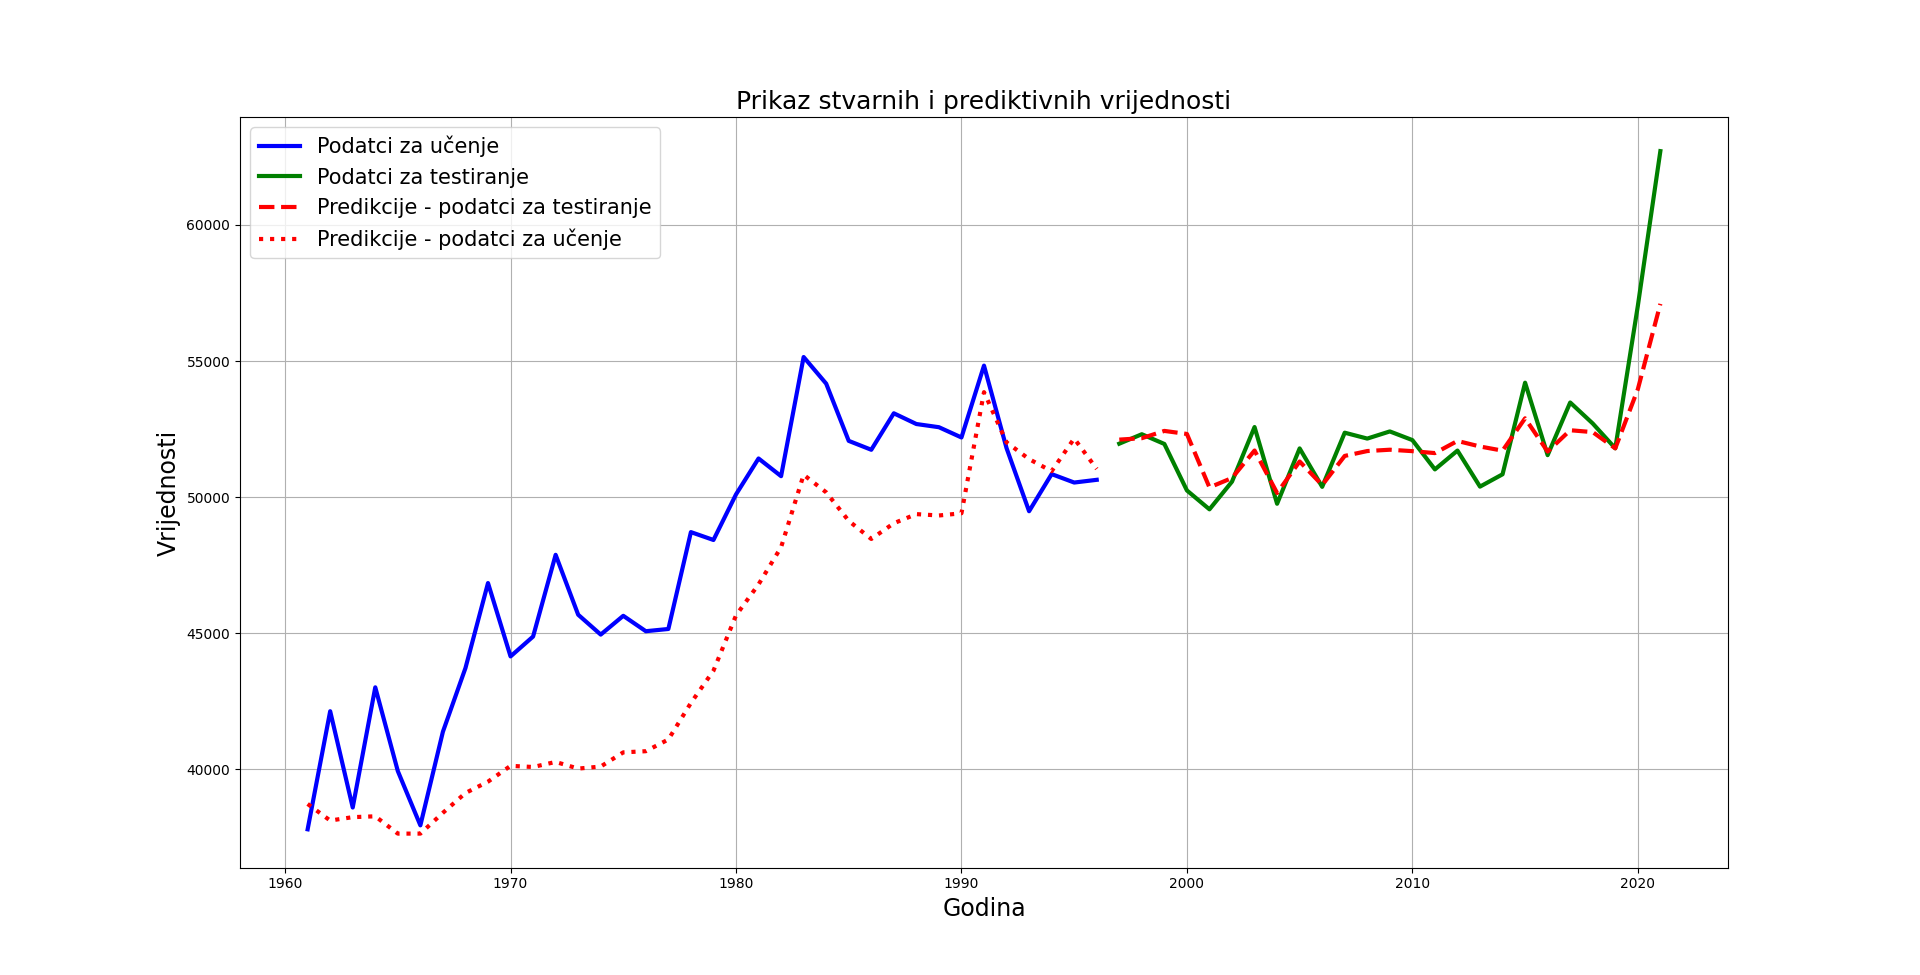 Prikaz stvarnih i prediktivnih vrijednosti
Podatci za učenje
Podatci za testiranje
Predikcije - podatci za testiranje
Predikcije - podatci za učenje
Vrijednosti
60000
55000
50000
45000
40000
1960 1970 1980 1990 2000 2010 2020
Godina